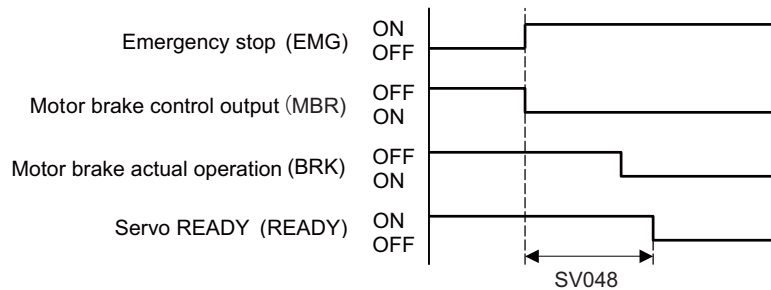 Emergency stop (EMG) ON
OFF
Motor brake control output (MBR) OFF
ON
Motor brake actual operation (BRK) OFF
ON
Servo READY (READY) ON
OFF
SV048